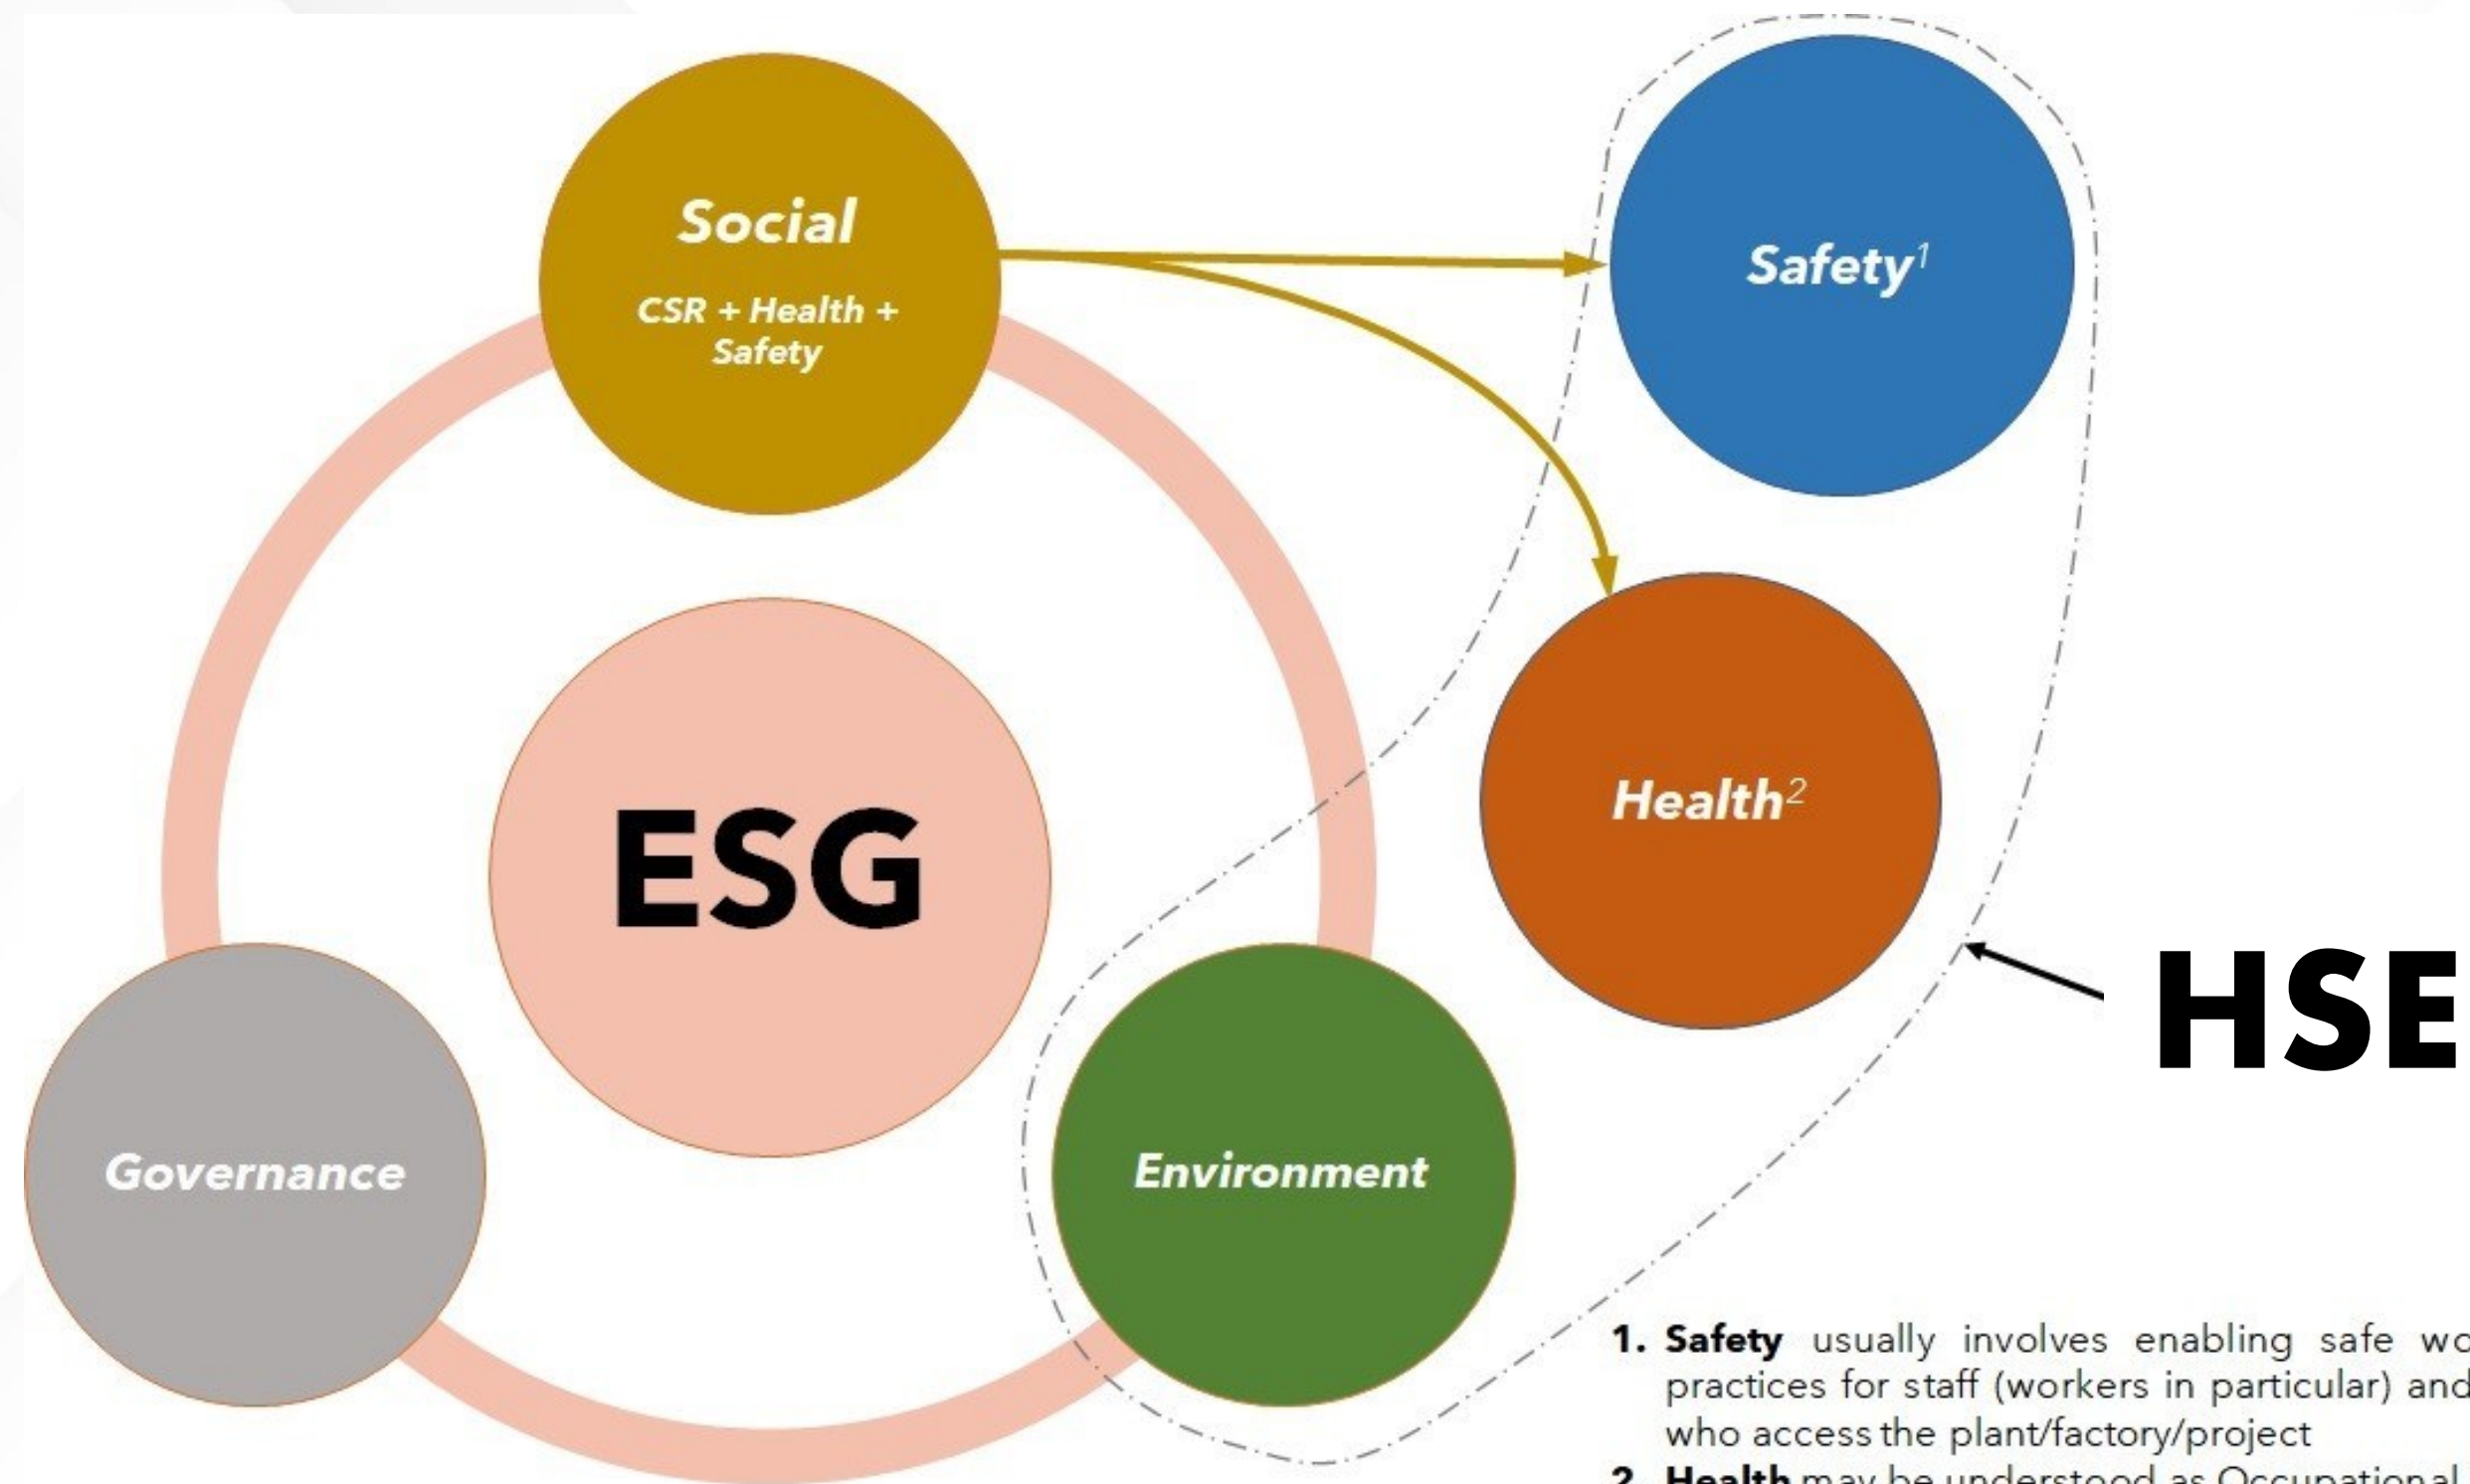 Social
CSR + Health +
Safety
Safety¹
ESG
Health²
HSE
Governance
Environment
1. Safety usually involves enabling safe
practices for staff (workers in particular) and
who access the plant/factory/project
2. Health may be understood as Occupational